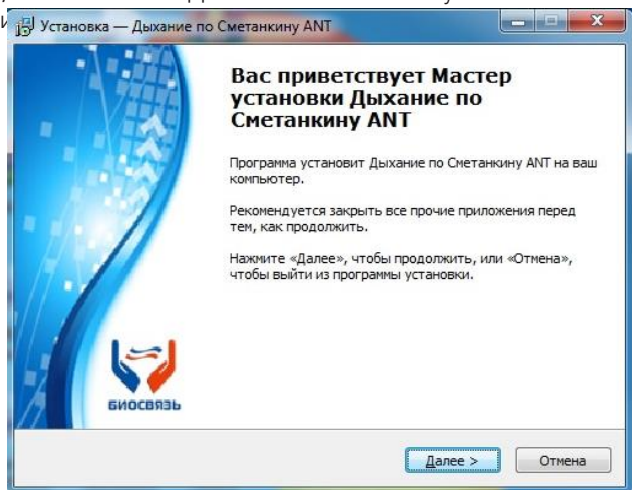 Установка — Дыхание по Сметанкину ANT
Вас приветствует Мастер
установки Дыхание по
Сметанкину ANT
Программа установит Дыхание по Сметанкину ANT на ваш
компьютер.
Рекомендуется закрыть все прочие приложения перед
тем, как продолжить.
Нажмите «Далее», чтобы продолжить, или «Отмена»,
чтобы выйти из программы установки.
БИОСВЯЗЬ
Далее >
Отмена